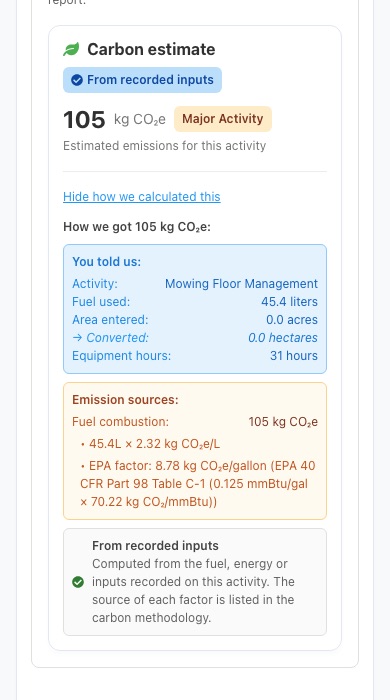 report.
Carbon estimate
From recorded inputs
105 kg CO₂e Major Activity
Estimated emissions for this activity
Hide how we calculated this
How we got 105 kg CO₂e:
You told us:
Activity: Mowing Floor Management
Fuel used: 45.4 liters
Area entered: 0.0 acres
→ Converted: 0.0 hectares
Equipment hours: 31 hours
Emission sources:
Fuel combustion: 105 kg CO₂e
• 45.4L × 2.32 kg CO₂e/L
• EPA factor: 8.78 kg CO₂e/gallon (EPA 40
CFR Part 98 Table C-1 (0.125 mmBtu/gal
× 70.22 kg CO₂/mmBtu))
From recorded inputs
Computed from the fuel, energy or
inputs recorded on this activity. The
source of each factor is listed in the
carbon methodology.